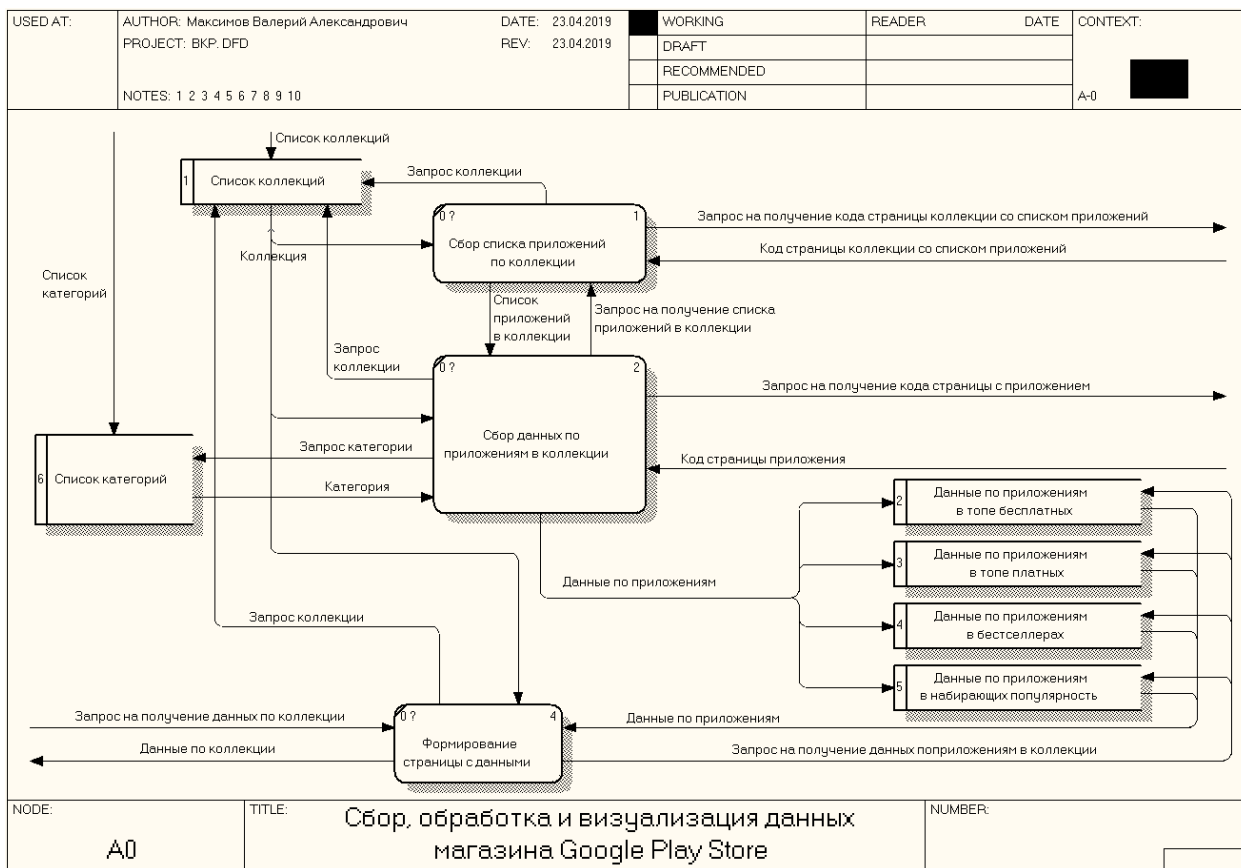 USED AT:
AUTHOR: Максимов Валерий Александрович
DATE: 23.04.2019
WORKING
READER
DATE
CONTEXT:
PROJECT: ВКР. DFD
REV: 23.04.2019
DRAFT
RECOMMENDED
NOTES: 1 2 3 4 5 6 7 8 9 10
PUBLICATION
A-0
Список коллекций
1
Список коллекций
Запрос коллекции
0 ?
1
Сбор списка приложений
по коллекции
Запрос на получение кода страницы коллекции со списком приложений
Код страницы коллекции со списком приложений
Коллекция
Список
категорий
Список
приложений
в коллекции
Запрос на получение списка
приложений в коллекции
Запрос
коллекции
0 ?
2
Сбор данных по
приложениям в коллекции
Запрос на получение кода страницы с приложением
Запрос категории
Код страницы приложения
6
Список категорий
Категория
2
Данные по приложениям
в топе бесплатных
3
Данные по приложениям
в топе платных
Данные по приложениям
4
Данные по приложениям
в бестселлерах
Запрос коллекции
5
Данные по приложениям
в набирающих популярность
Запрос на получение данных по коллекции
0 ?
4
Формирование
страницы с данными
Данные по приложениям
Данные по коллекции
Запрос на получение данных поприложениям в коллекции
NODE:
A0
TITLE:
Сбор, обработка и визуализация данных
магазина Google Play Store
NUMBER: